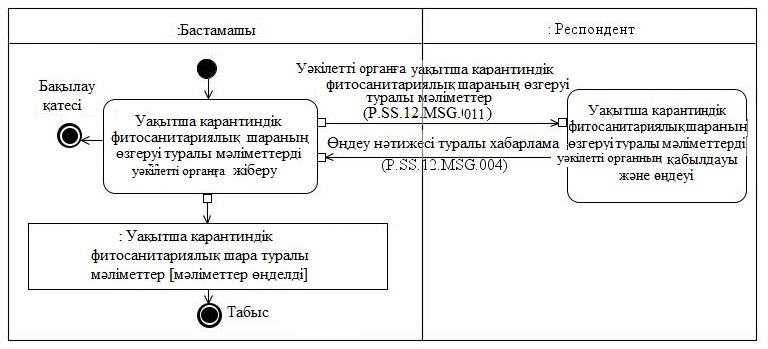 :Бастамашы
: Респондент
Бақылау
қатесі
Уақытша карантиндік
фитосанитариялық шараның
өзгеруі туралы мәліметтерді
уәкілетті органға жіберу
Уәкілетті органға уақытша карантиндік
фитосанитариялық шараның өзгеруі
туралы мәліметтер
(P.SS.12.MSG.011)
Өңдеу нәтижесі туралы хабарлама
(P.SS.12.MSG.004)
Уақытша карантиндік
фитосанитариялық шараның
өзгеруі туралы мәліметтерді
уәкілетті органның қабылдауы
және өңдеуі
: Уақытша карантиндік
фитосанитариялық шара туралы
мәліметтер [мәліметтер өңделді]
Табыс